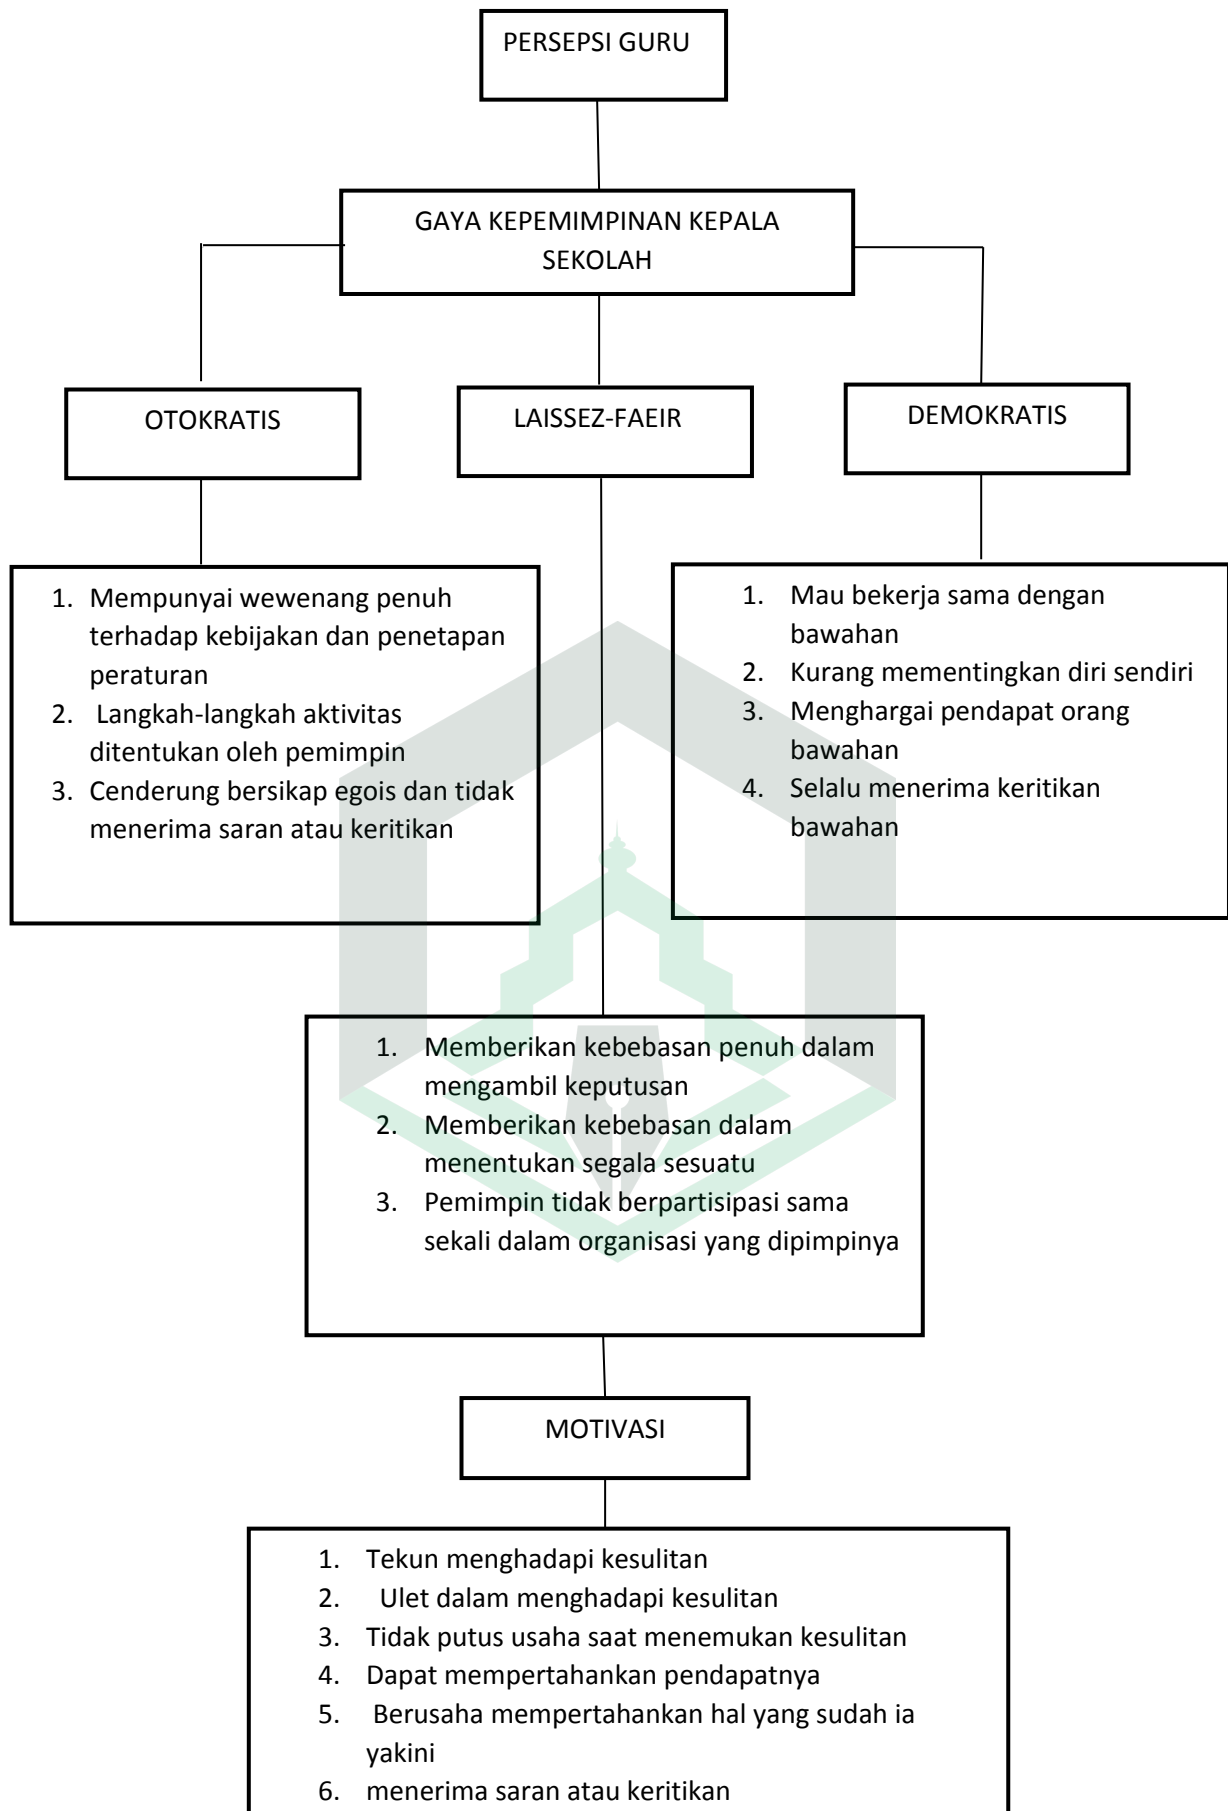 PERSEPSI GURU
GAYA KEPEMIMPINAN KEPALA
SEKOLAH
OTOKRATIS
LAISSEZ-FAEIR
DEMOKRATIS
1. Mempunyai wewenang penuh
terhadap kebijakan dan penetapan
peraturan
2. Langkah-langkah aktivitas
ditentukan oleh pemimpin
3. Cenderung bersikap egois dan tidak
menerima saran atau keritikan
1. Mau bekerja sama dengan
bawahan
2. Kurang mementingkan diri sendiri
3. Menghargai pendapat orang
bawahan
4. Selalu menerima keritikan
bawahan
1. Memberikan kebebasan penuh dalam
mengambil keputusan
2. Memberikan kebebasan dalam
menentukan segala sesuatu
3. Pemimpin tidak berpartisipasi sama
sekali dalam organisasi yang dipimpinya
MOTIVASI
1. Tekun menghadapi kesulitan
2. Ulet dalam menghadapi kesulitan
3. Tidak putus usaha saat menemukan kesulitan
4. Dapat mempertahankan pendapatnya
5. Berusaha mempertahankan hal yang sudah ia
yakini
6. menerima saran atau keritikan